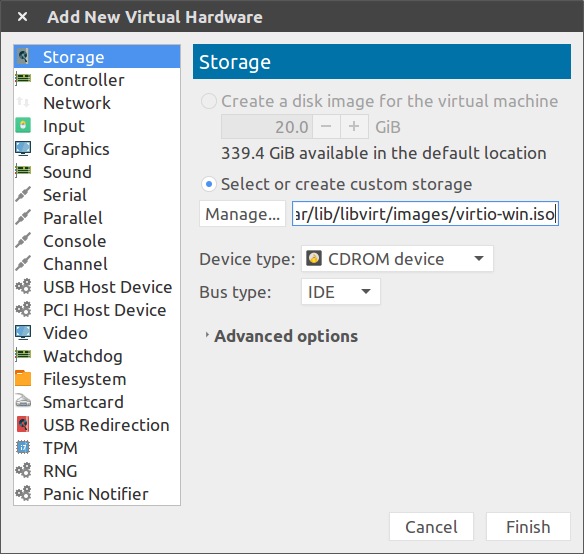 Add New Virtual Hardware
Storage
Controller
Network
Input
Graphics
Sound
Serial
Parallel
Console
Channel
USB Host Device
PCI Host Device
Video
Watchdog
Filesystem
Smartcard
USB Redirection
TPM
RNG
Panic Notifier
Storage
Create a disk image for the virtual machine
20.0 − + GiB
339.4 GiB available in the default location
Select or create custom storage
Manage... ar/lib/libvirt/images/virtio-win.iso
Device type: CDROM device
Bus type: IDE
Advanced options
Cancel Finish